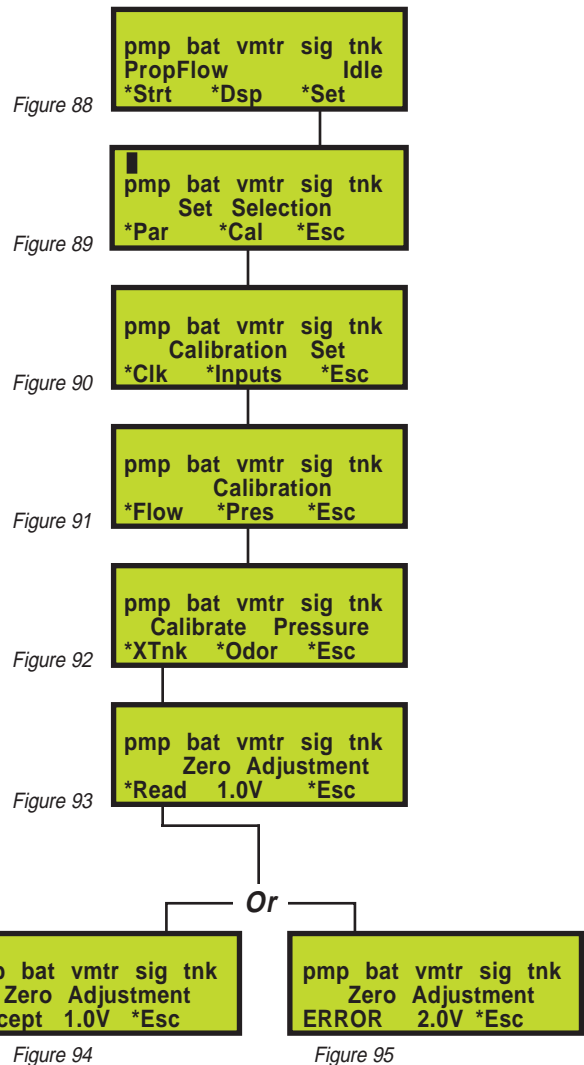 pmp bat vmtr sig tnk
PropFlow Idle
*Strt *Dsp *Set
Figure 88
pmp bat vmtr sig tnk
Set Selection
*Par *Cal *Esc
Figure 89
pmp bat vmtr sig tnk
Calibration Set
*Clk *Inputs *Esc
Figure 90
pmp bat vmtr sig tnk
Calibration
*Flow *Pres *Esc
Figure 91
pmp bat vmtr sig tnk
Calibrate Pressure
*XTnk *Odor *Esc
Figure 92
pmp bat vmtr sig tnk
Zero Adjustment
*Read 1.0V *Esc
Figure 93
Or
p bat vmtr sig tnk
Zero Adjustment
cept 1.0V *Esc
Figure 94
pmp bat vmtr sig tnk
Zero Adjustment
ERROR 2.0V *Esc
Figure 95